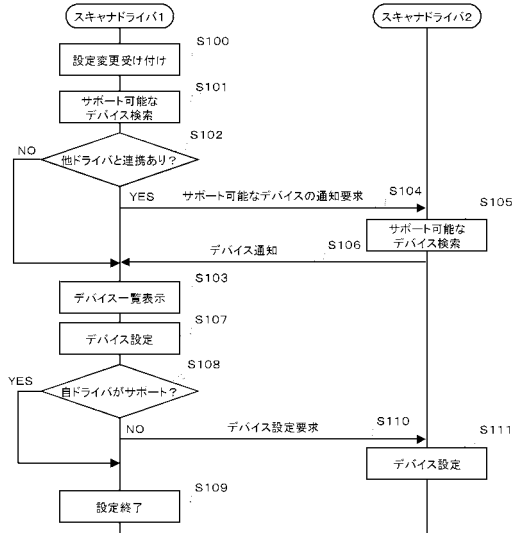 スキャナドライバ1
スキャナドライバ2
S100
設定変更受け付け
S101
サポート可能な
デバイス検索
S102
NO
他ドライバと連携あり?
YES
サポート可能なデバイスの通知要求
S104
S105
サポート可能な
デバイス検索
デバイス通知
S106
S103
デバイス一覧表示
S107
デバイス設定
S108
YES
自ドライバがサポート?
NO
デバイス設定要求
S110
S111
デバイス設定
S109
設定終了